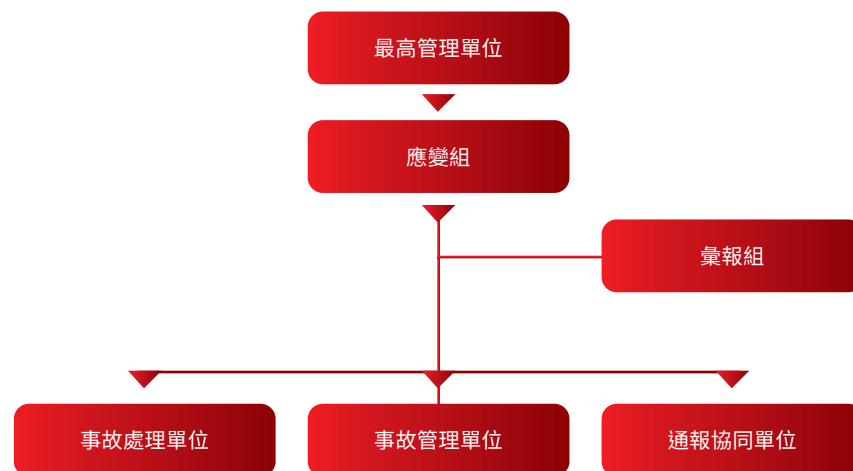 最高管理單位
應變組
彙報組
事故處理單位
事故管理單位
通報協同單位